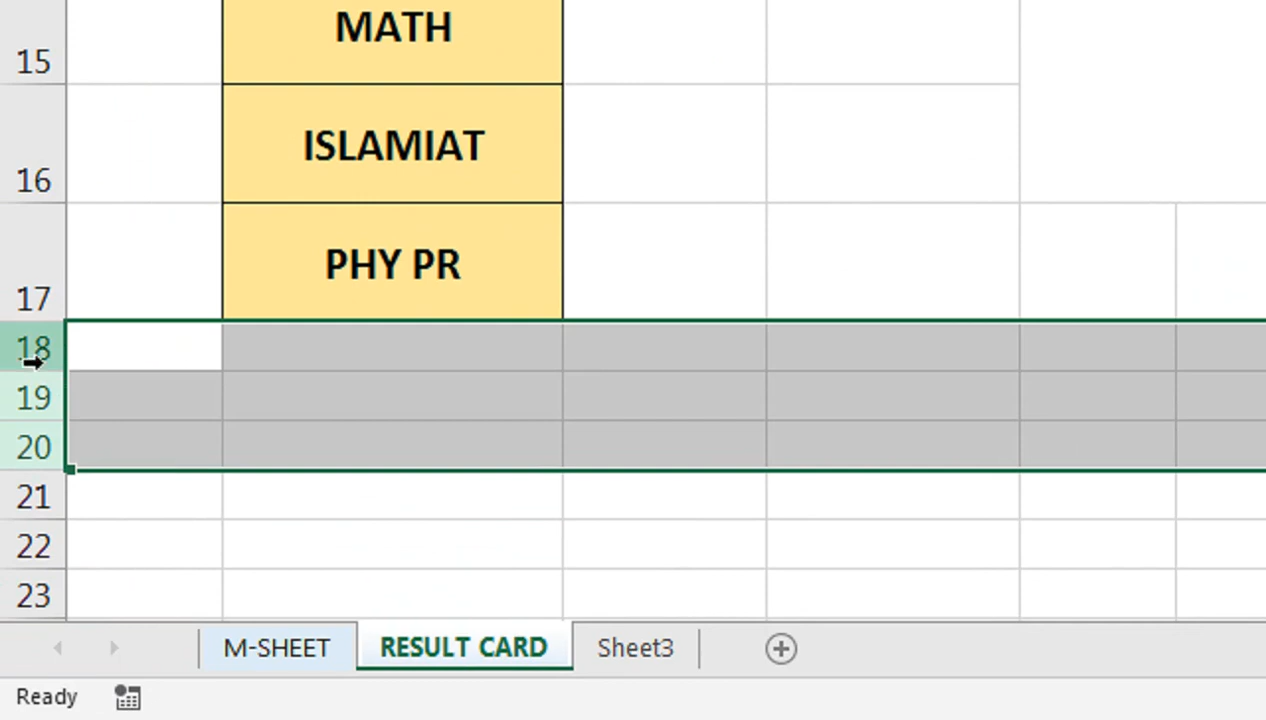 MATH
15
ISLAMIAT
16
PHY PR
17
18
19
20
21
22
23
M-SHEET RESULT CARD Sheet3
Ready